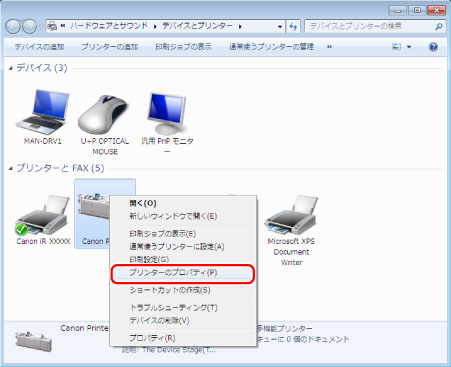 ハードウェアとサウンド ▸ デバイスとプリンター ▸
デバイスとプリンターの検索
デバイスの追加 プリンターの追加 印刷ジョブの表示 通常使うプリンターの管理 »
デバイス (3)
MAN-DRV1
U+P OPTICAL
MOUSE
汎用 PnP モニター
プリンターと FAX (5)
Canon iR XXXXX
Canon P
Microsoft XPS
Document
Writer
開く(O)
新しいウィンドウで開く(E)
印刷ジョブの表示(E)
通常使うプリンターに設定(A)
印刷設定(G)
プリンターのプロパティ(P)
ショートカットの作成(S)
トラブルシューティング(T)
デバイスの削除(V)
プロパティ(R)
Canon Printe
多機能プリンター
キューに 0 個のドキュメント
説明: The Device Stage(T...